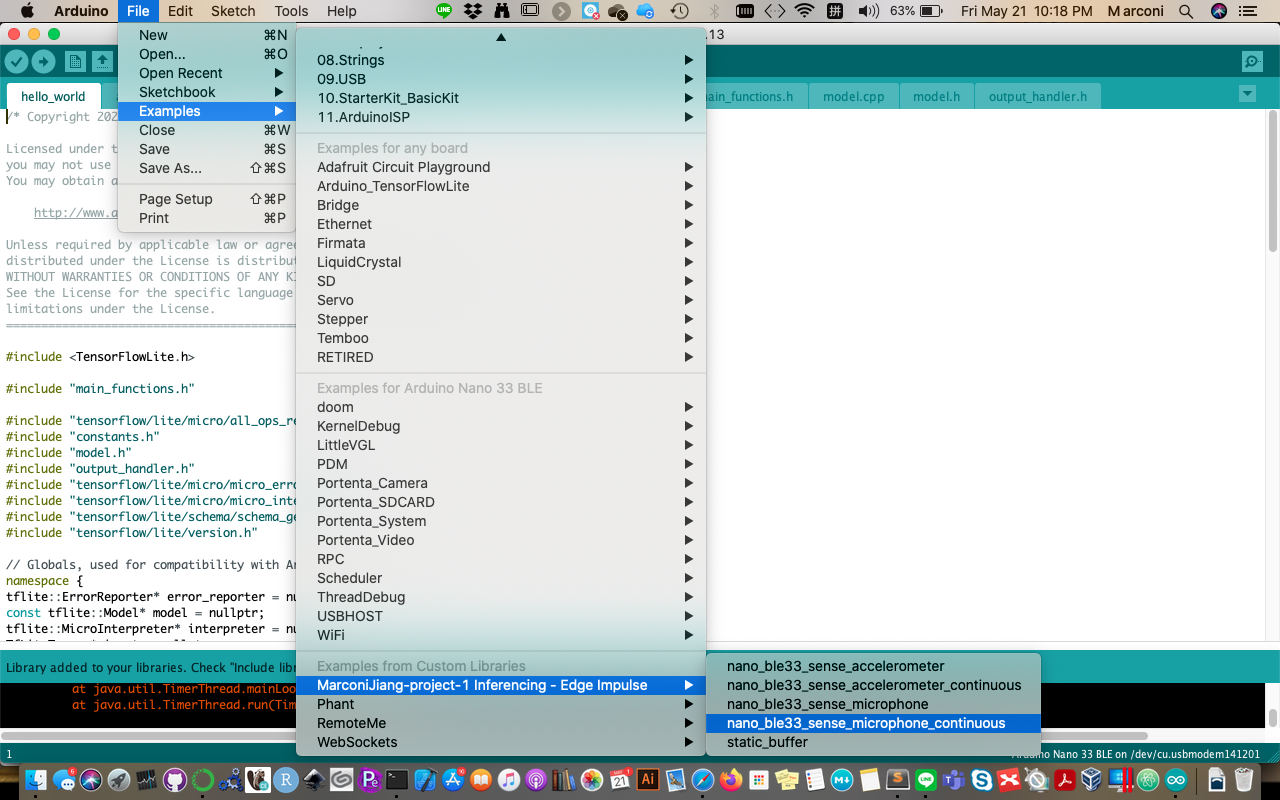 Arduino File Edit Sketch Tools Help 63% Fri May 21 10:18 PM Marconi
.13
New ⌘N
Open... ⌘O
Open Recent
Sketchbook
Examples
Close ⌘W
Save ⌘S
Save As... ⇧⌘S
Page Setup ⇧⌘P
Print ⌘P
08.Strings
09.USB
10.StarterKit_BasicKit
11.ArduinoISP
Examples for any board
Adafruit Circuit Playground
Arduino_TensorFlowLite
Bridge
Ethernet
Firmata
LiquidCrystal
SD
Servo
Stepper
Temboo
RETIRED
Examples for Arduino Nano 33 BLE
doom
KernelDebug
LittleVGL
PDM
Portenta_Camera
Portenta_SDCARD
Portenta_System
Portenta_Video
RPC
Scheduler
ThreadDebug
USBHOST
WiFi
Examples from Custom Libraries
MarconiJiang-project-1 Inferencing - Edge Impulse
Phant
RemoteMe
WebSockets
nano_ble33_sense_accelerometer
nano_ble33_sense_accelerometer_continuous
nano_ble33_sense_microphone
nano_ble33_sense_microphone_continuous
static_buffer
hello_world ain_functions.h model.cpp model.h output_handler.h
/* Copyright 202
Licensed under t
you may not use
You may obtain a
http://www.a
Unless required by applicable law or agre
distributed under the License is distribut
WITHOUT WARRANTIES OR CONDITIONS OF ANY KI
See the License for the specific language
limitations under the License.
#include <TensorFlowLite.h>
#include "main_functions.h"
#include "tensorflow/lite/micro/all_ops_re
#include "constants.h"
#include "model.h"
#include "output_handler.h"
#include "tensorflow/lite/micro/micro_erro
#include "tensorflow/lite/micro/micro_inte
#include "tensorflow/lite/schema/schema_ge
#include "tensorflow/lite/version.h"
// Globals, used for compatibility with Ar
namespace {
tflite::ErrorReporter* error_reporter = nu
const tflite::Model* model = nullptr;
tflite::MicroInterpreter* interpreter = nu
Library added to your libraries. Check "Include libr
at java.util.TimerThread.mainLoo
at java.util.TimerThread.run(Tim
1 Arduino Nano 33 BLE on /dev/cu.usbmodem141201